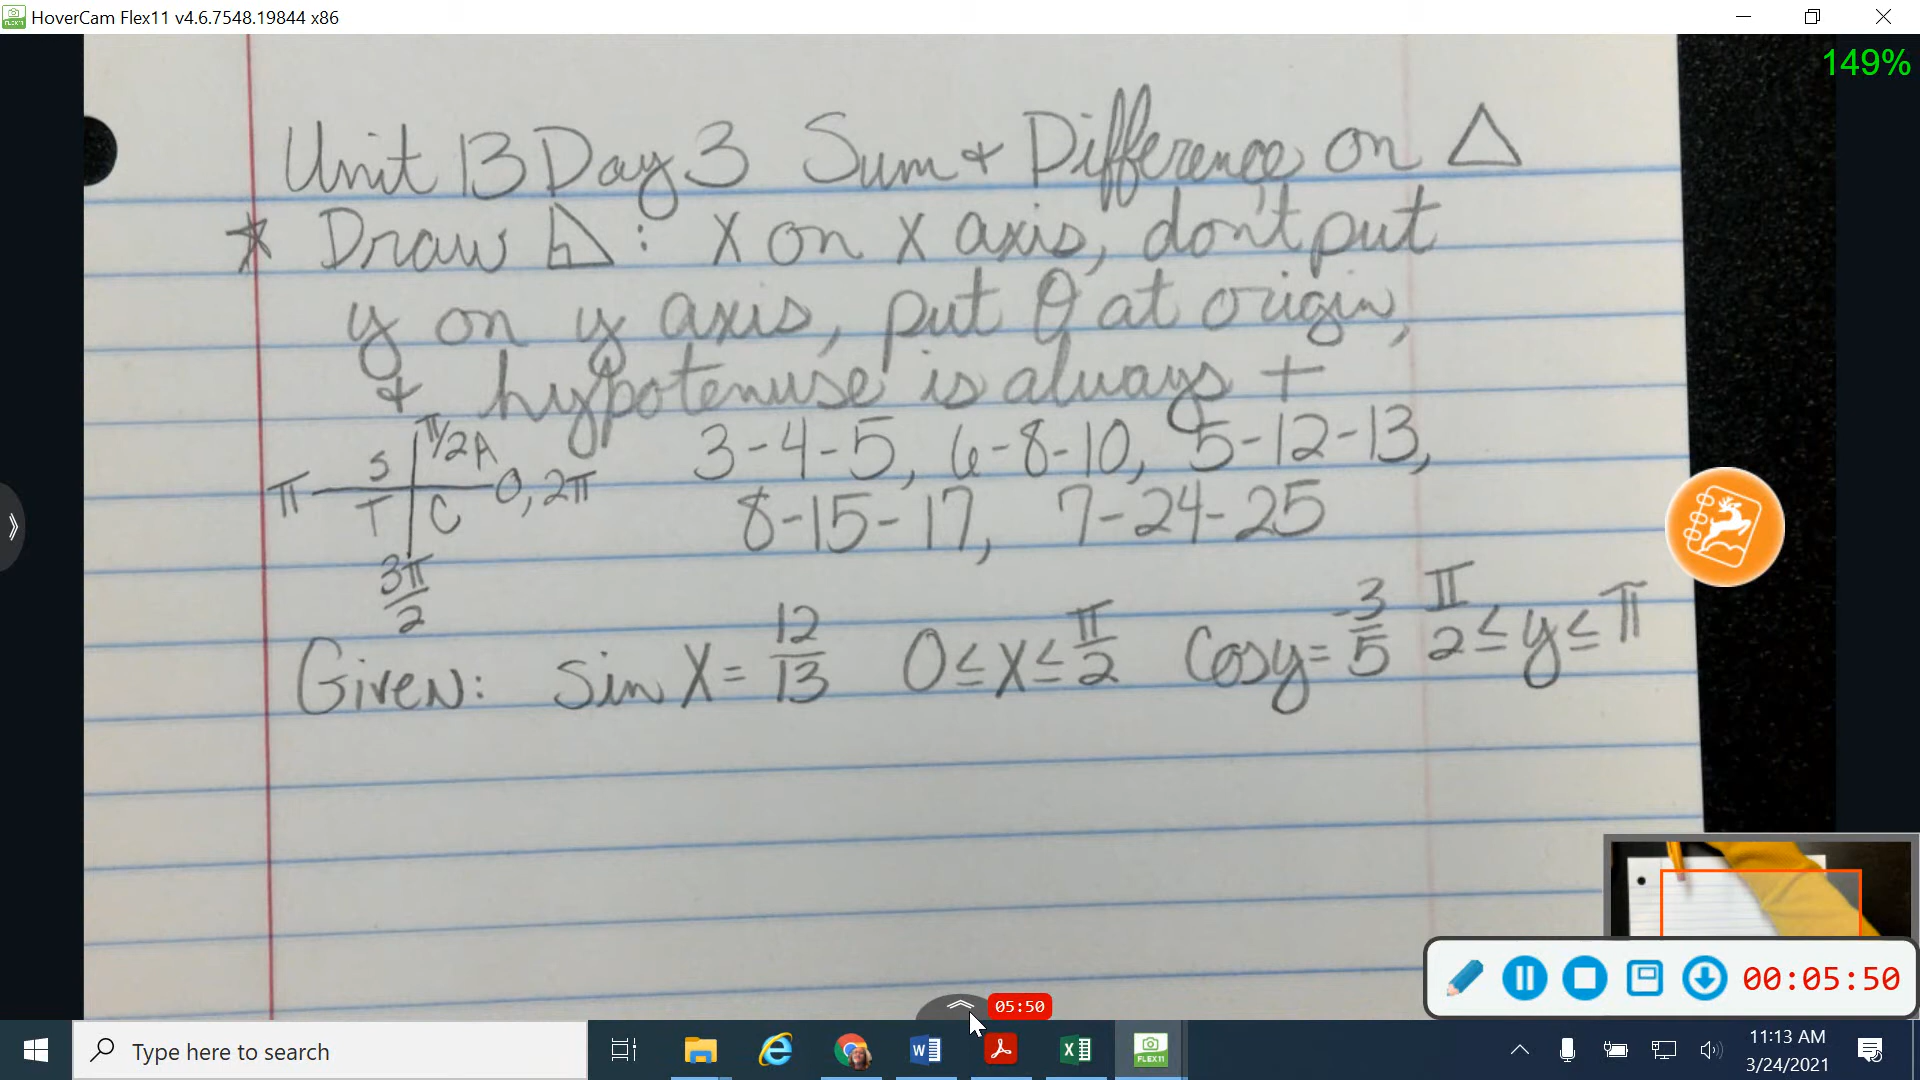 HoverCam Flex11 v4.6.7548.19844 x86
149%
Unit 13 Day 3 Sum + Difference on △
* Draw ◺: X on X axis, don't put
y on y axis, put θ at origin,
+ hypotenuse is always +
S π/2 A
π 0, 2π
T C
3π/2
3-4-5, 6-8-10, 5-12-13,
8-15-17, 7-24-25
Given: Sin X = 12/13 0 ≤ X ≤ π/2 Cos y = -3/5 π/2 ≤ y ≤ π
00:05:50
05:50
Type here to search
FLEX11
11:13 AM
3/24/2021